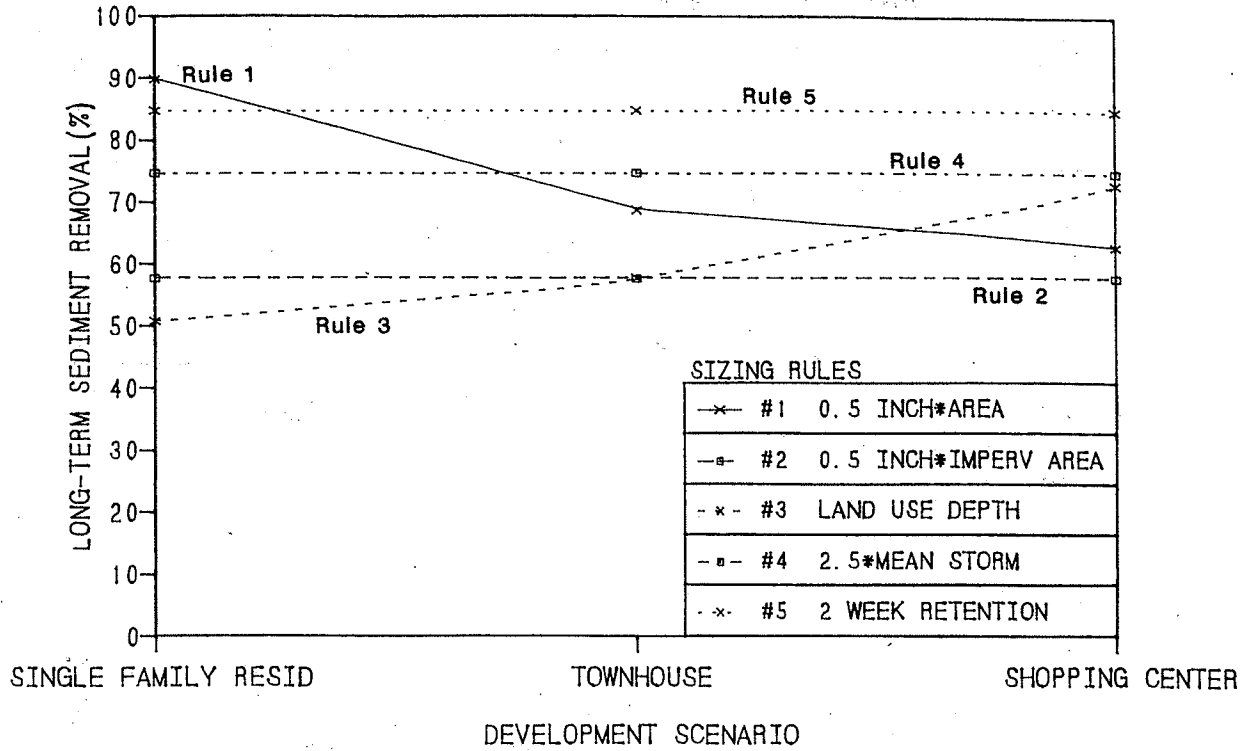 100
90
80
70
60
50
40
30
20
10
0
LONG-TERM SEDIMENT REMOVAL(%)
Rule 1
Rule 5
Rule 4
Rule 2
Rule 3
SIZING RULES
#1 0.5 INCH*AREA
#2 0.5 INCH*IMPERV AREA
#3 LAND USE DEPTH
#4 2.5*MEAN STORM
#5 2 WEEK RETENTION
SINGLE FAMILY RESID
TOWNHOUSE
SHOPPING CENTER
DEVELOPMENT SCENARIO